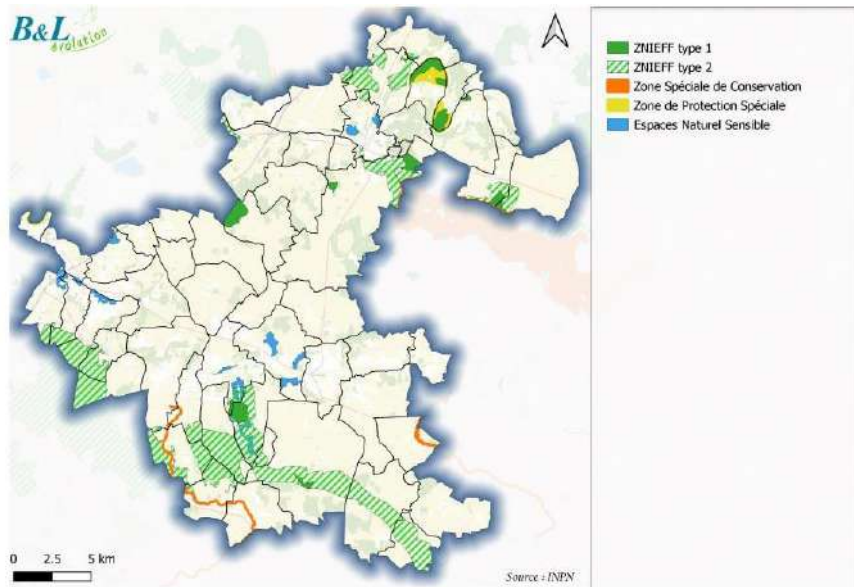 B&L
évolution
ZNIEFF type 1
ZNIEFF type 2
Zone Spéciale de Conservation
Zone de Protection Spéciale
Espaces Naturel Sensible
0 2.5 5 km
Source : INPN